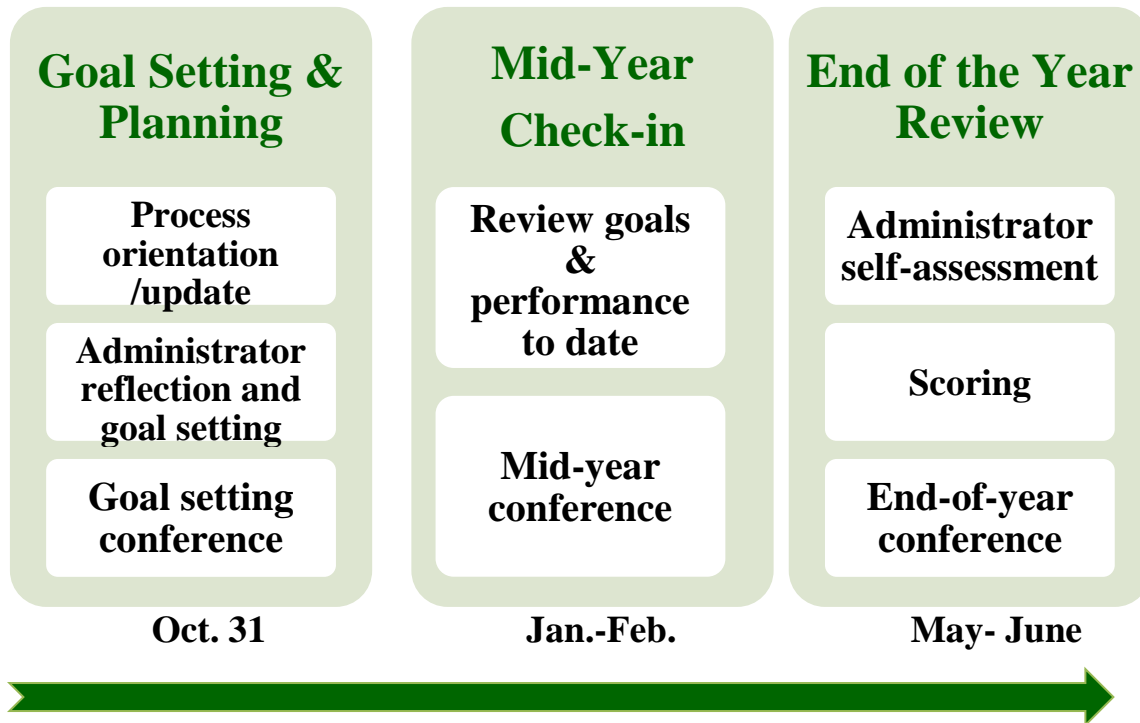 Goal Setting &
Planning
Process
orientation
/update
Administrator
reflection and
goal setting
Goal setting
conference
Oct. 31
Mid-Year
Check-in
Review goals
&
performance
to date
Mid-year
conference
Jan.-Feb.
End of the Year
Review
Administrator
self-assessment
Scoring
End-of-year
conference
May- June